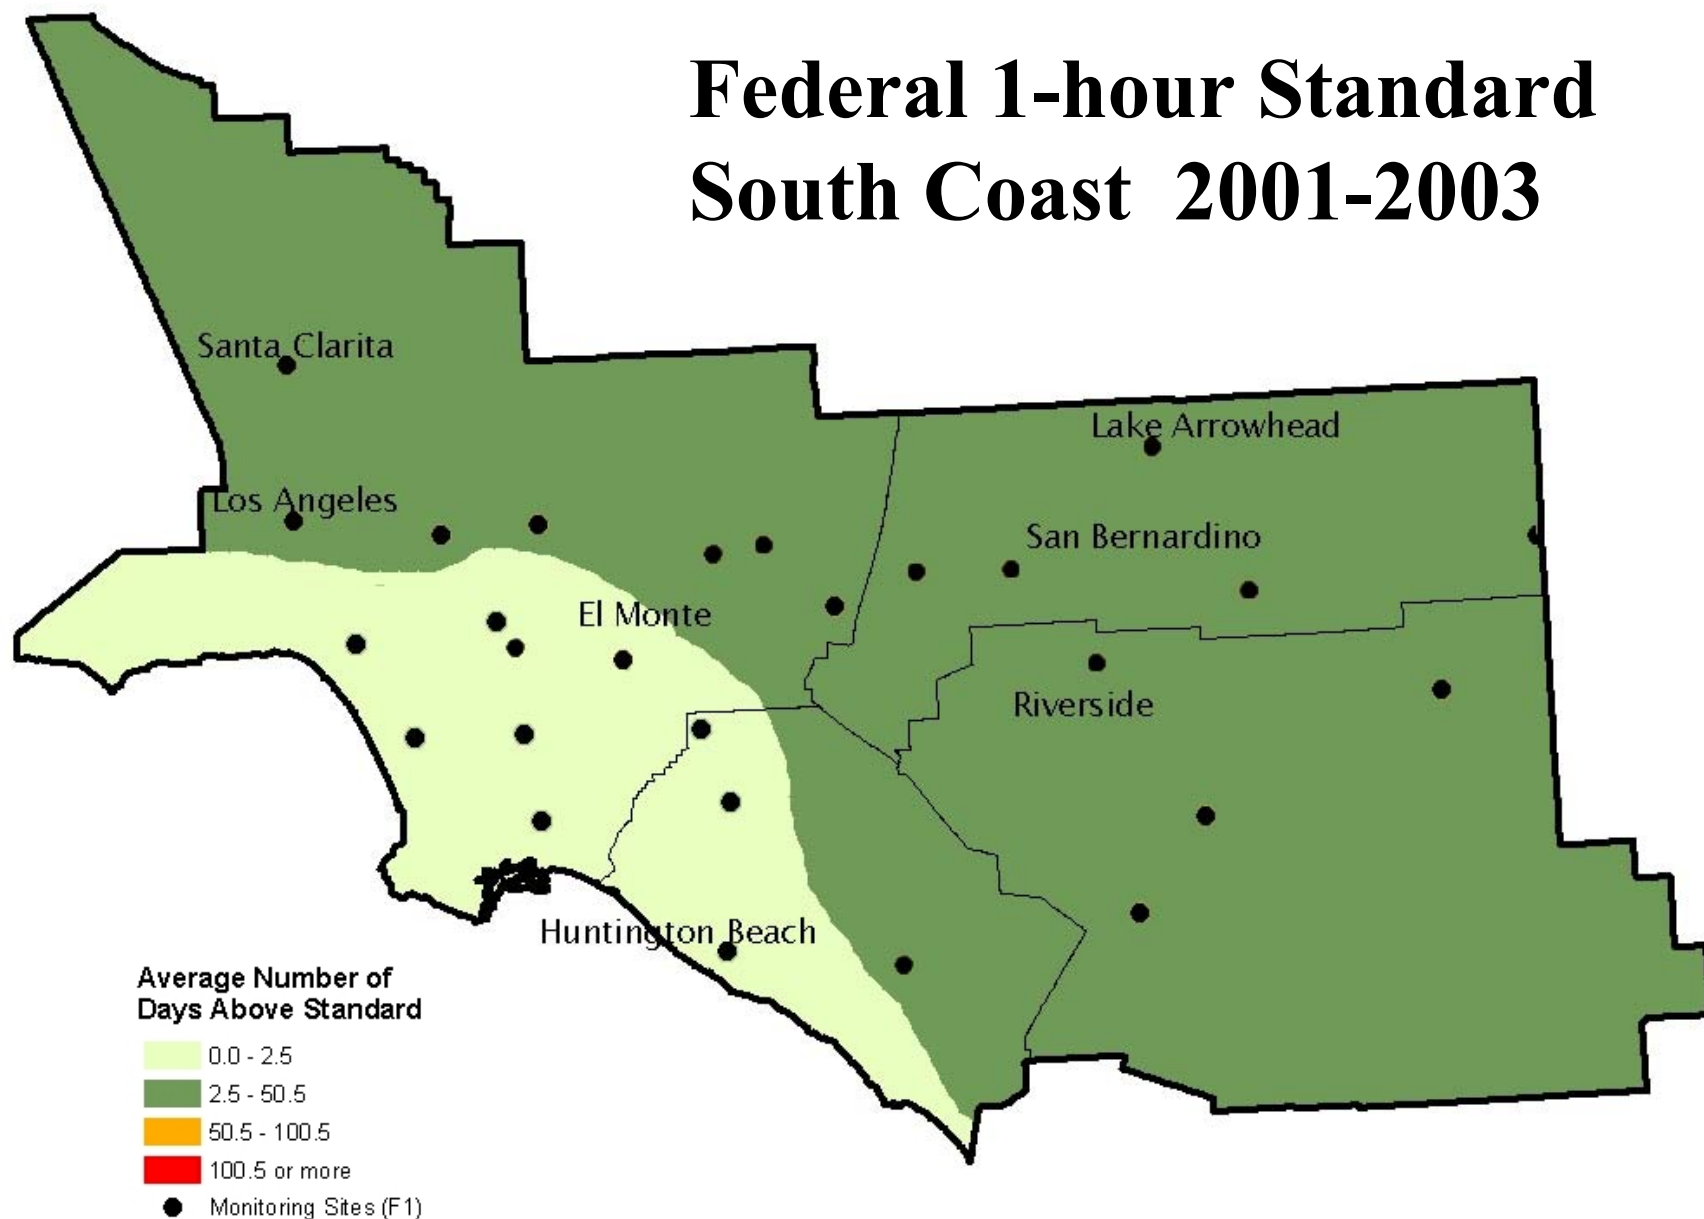 Federal 1-hour Standard
South Coast 2001-2003
Santa Clarita
Lake Arrowhead
Los Angeles
San Bernardino
El Monte
Riverside
Huntington Beach
Average Number of
Days Above Standard
0.0 - 2.5
2.5 - 50.5
50.5 - 100.5
100.5 or more
Monitoring Sites (F1)